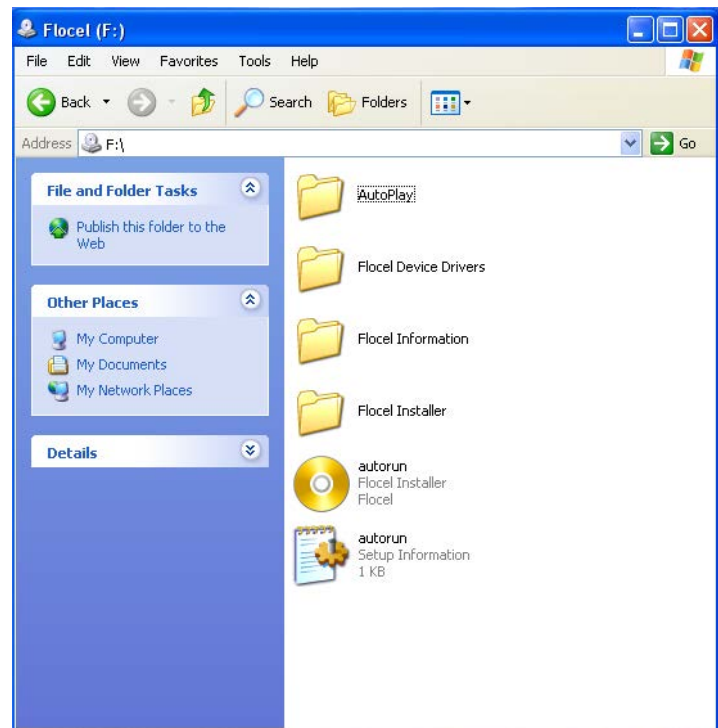 Flocel (F:)
File Edit View Favorites Tools Help
Back Search Folders
Address F:\ Go
File and Folder Tasks
Publish this folder to the
Web
Other Places
My Computer
My Documents
My Network Places
Details
AutoPlay
Flocel Device Drivers
Flocel Information
Flocel Installer
autorun
Flocel Installer
Flocel
autorun
Setup Information
1 KB